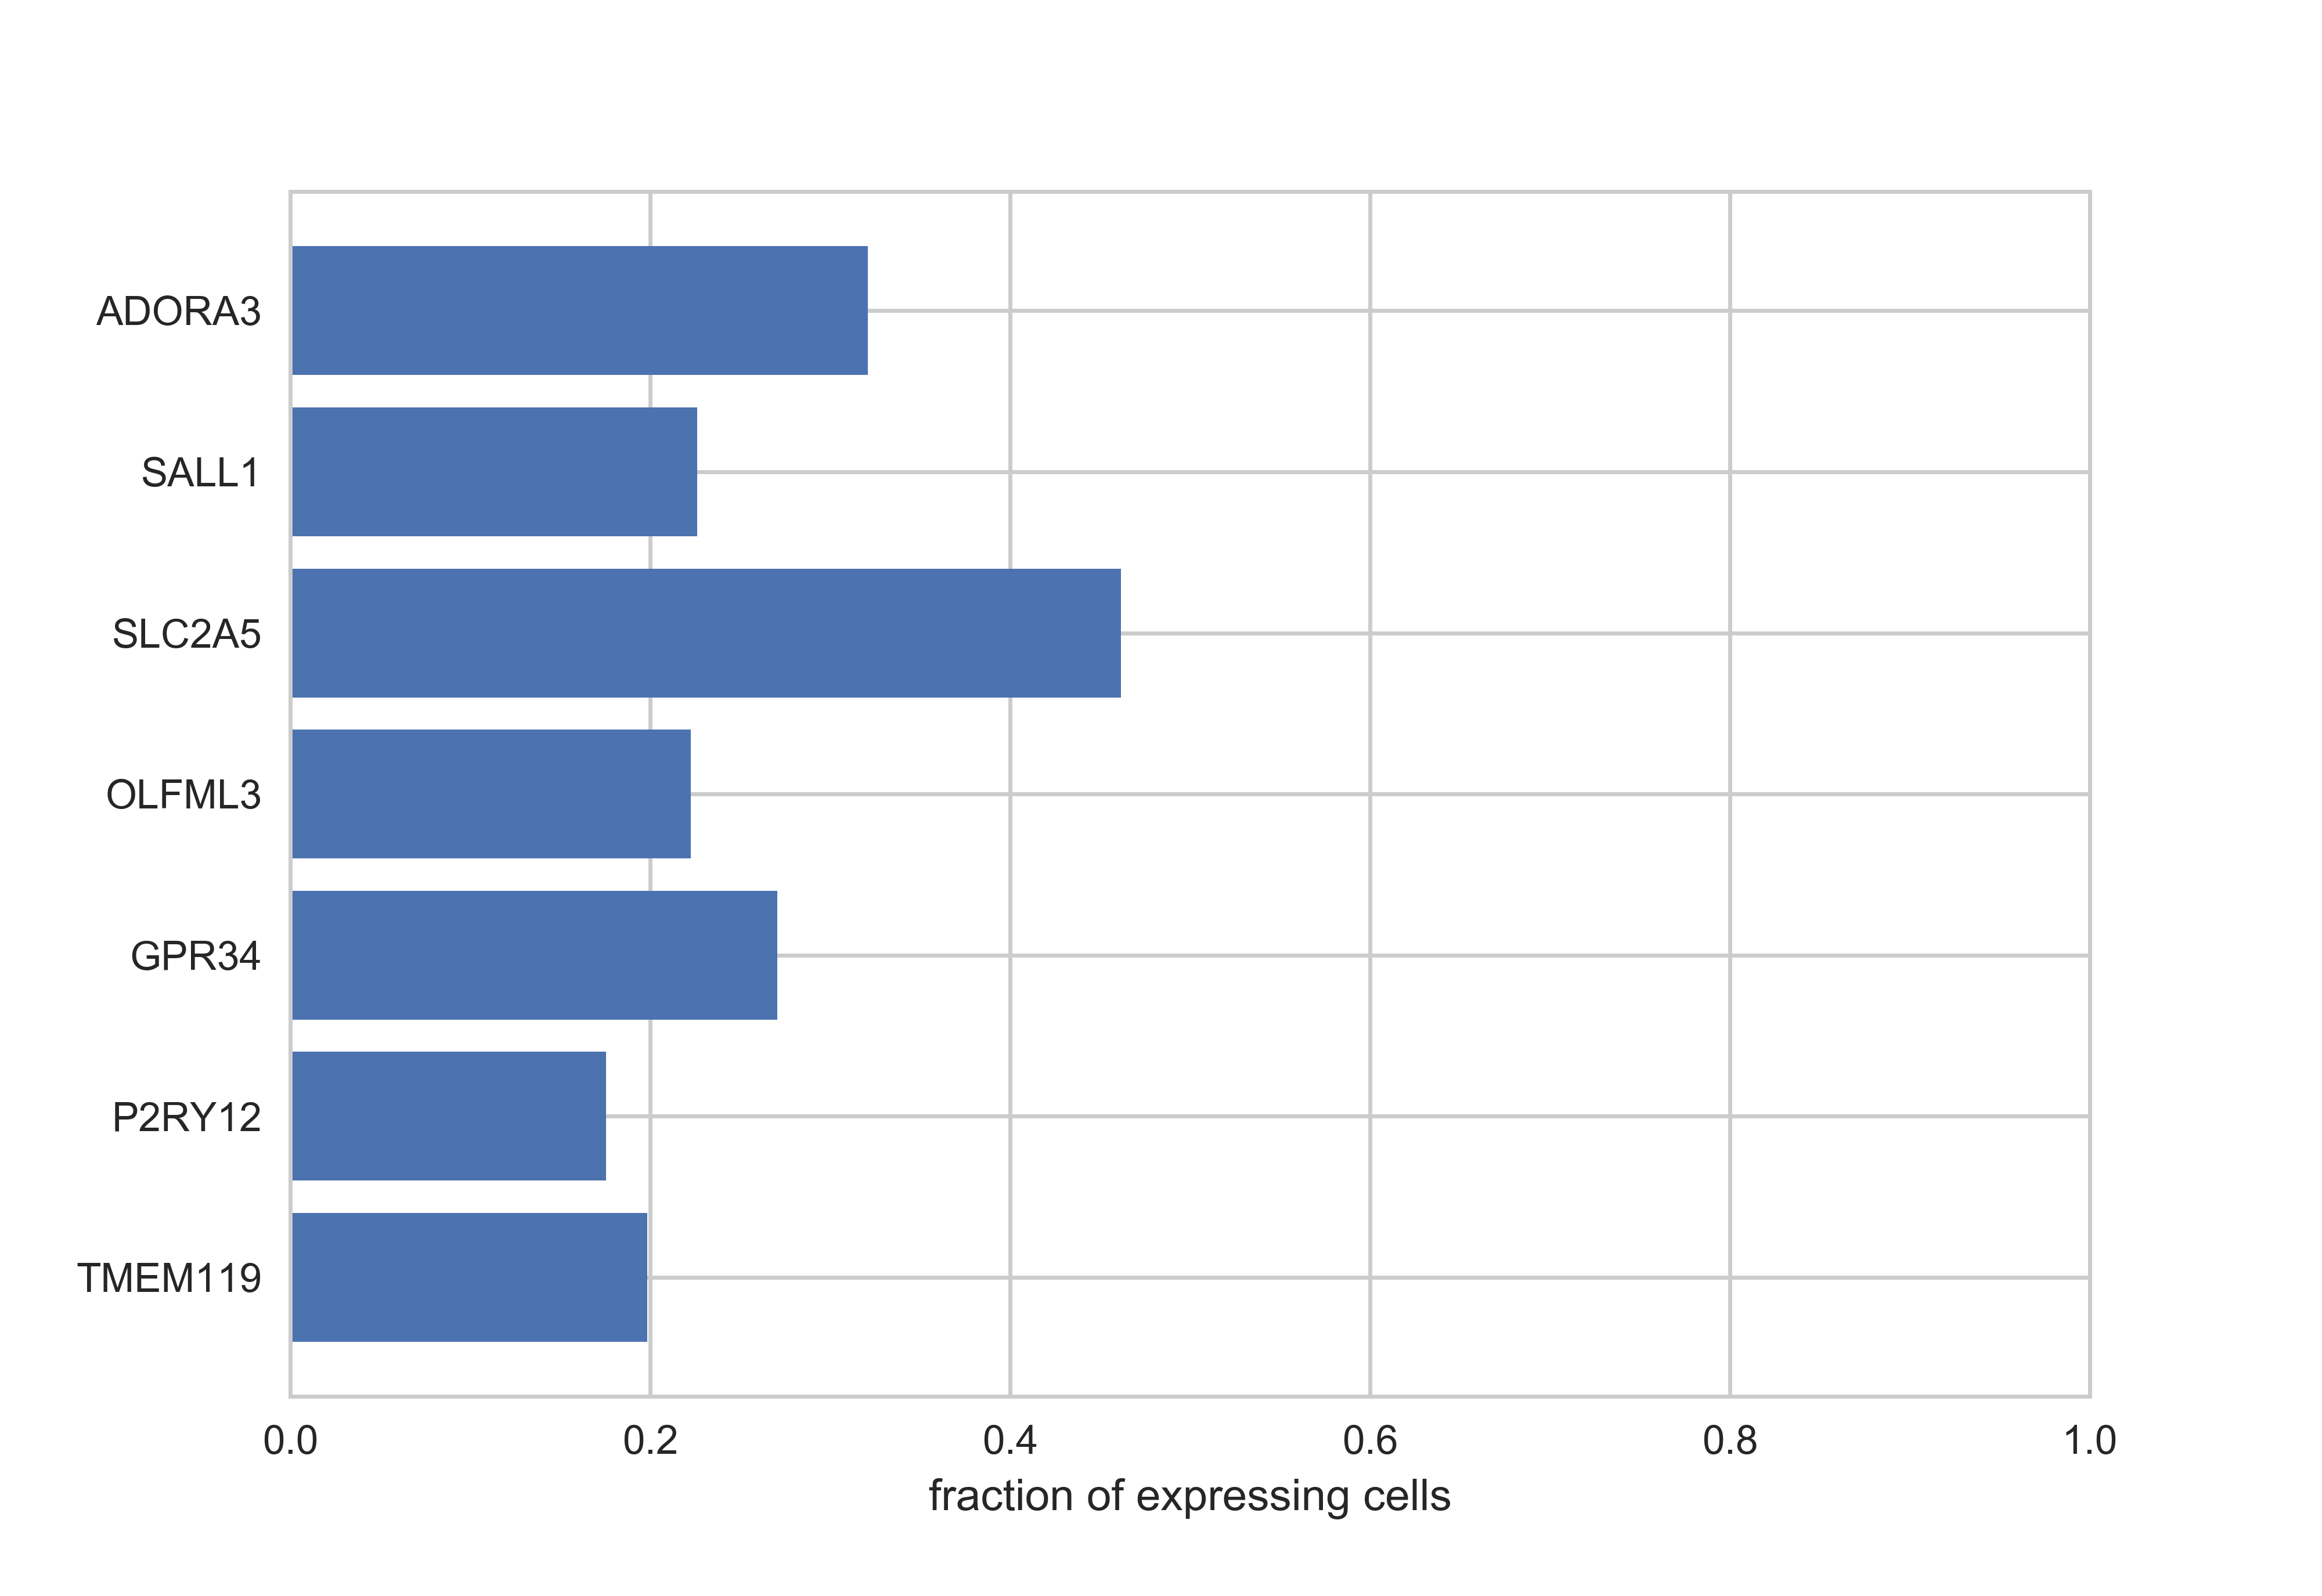 ADORA3
SALL1
SLC2A5
OLFML3
GPR34
P2RY12
TMEM119
0.0 0.2 0.4 0.6 0.8 1.0
fraction of expressing cells